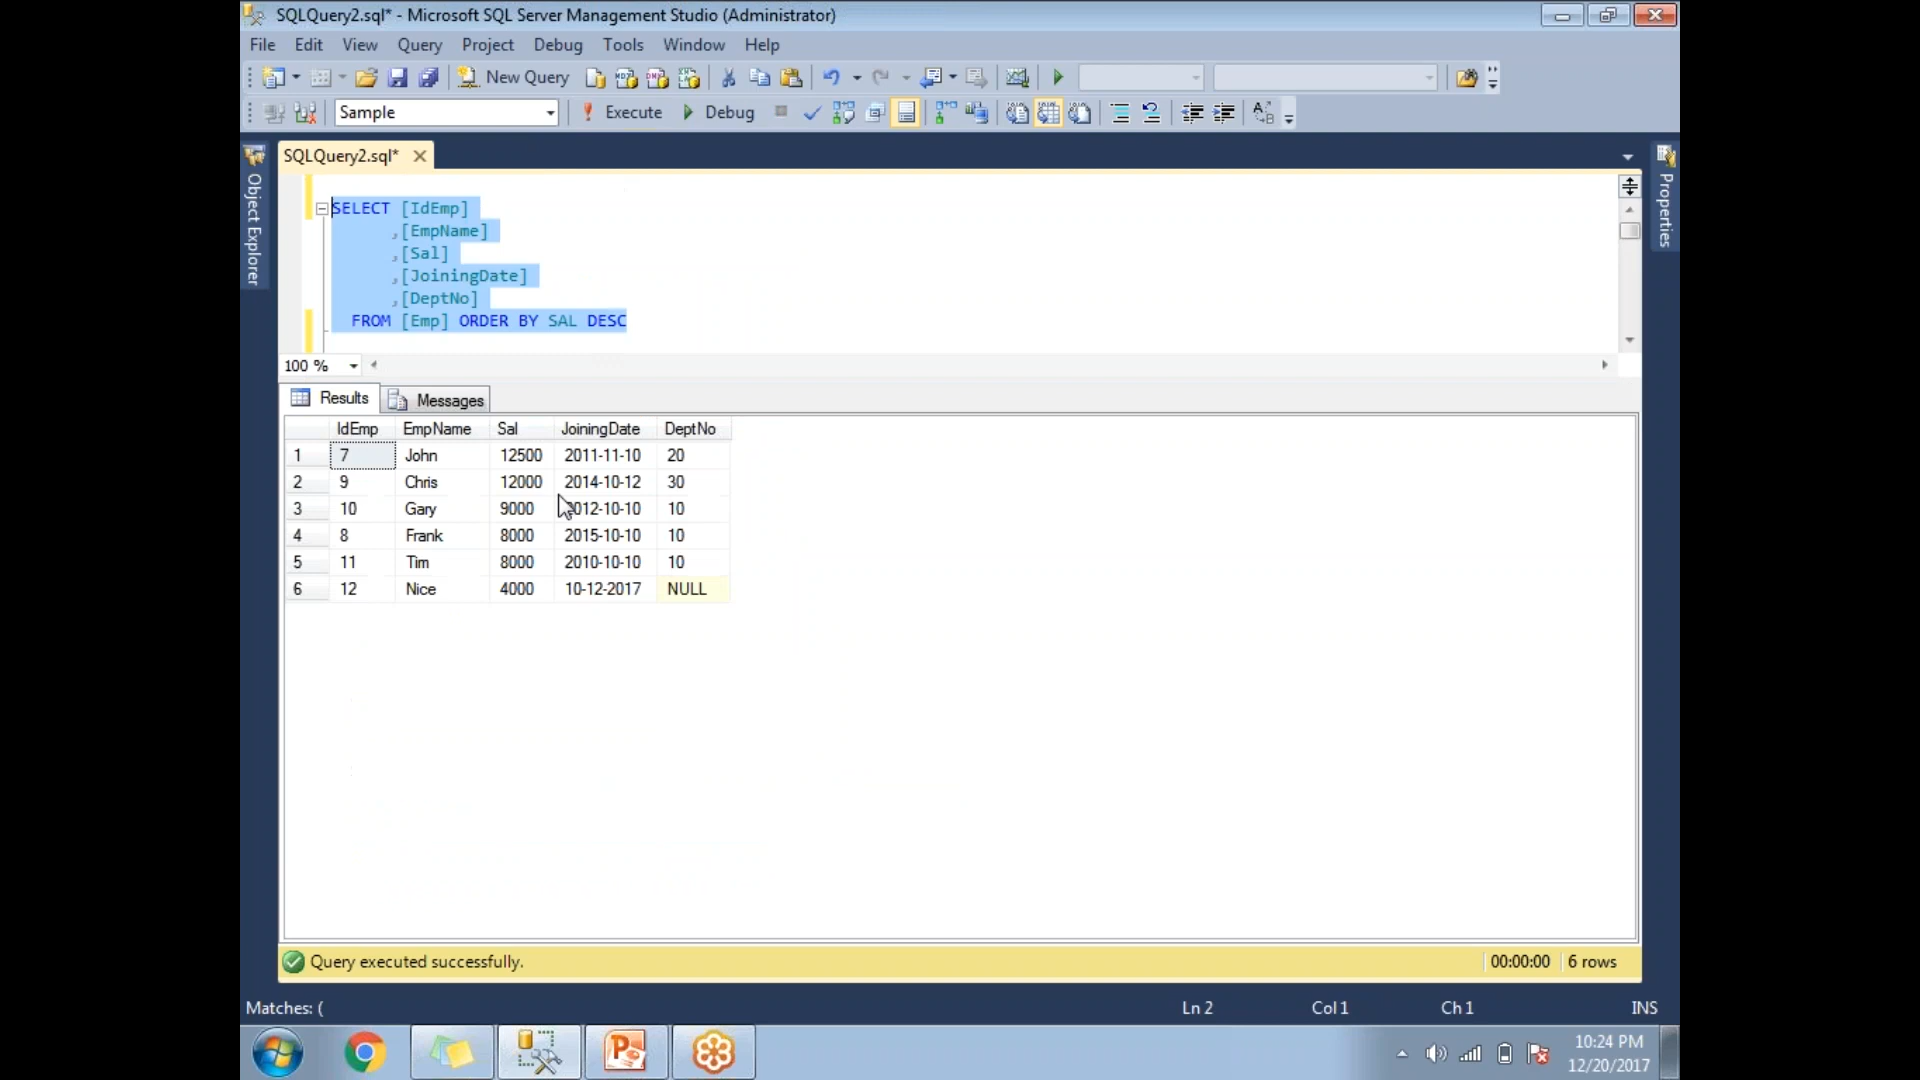 SQLQuery2.sql* - Microsoft SQL Server Management Studio (Administrator)
File Edit View Query Project Debug Tools Window Help
New Query
Sample Execute Debug
SQLQuery2.sql*
Object Explorer
Properties
SELECT [IdEmp]
,[EmpName]
,[Sal]
,[JoiningDate]
,[DeptNo]
FROM [Emp] ORDER BY SAL DESC
100 %
Results Messages
IdEmp EmpName Sal JoiningDate DeptNo
1 7 John 12500 2011-11-10 20
2 9 Chris 12000 2014-10-12 30
3 10 Gary 9000 2012-10-10 10
4 8 Frank 8000 2015-10-10 10
5 11 Tim 8000 2010-10-10 10
6 12 Nice 4000 10-12-2017 NULL
Query executed successfully. 00:00:00 6 rows
Matches: ( Ln 2 Col 1 Ch 1 INS
10:24 PM
12/20/2017